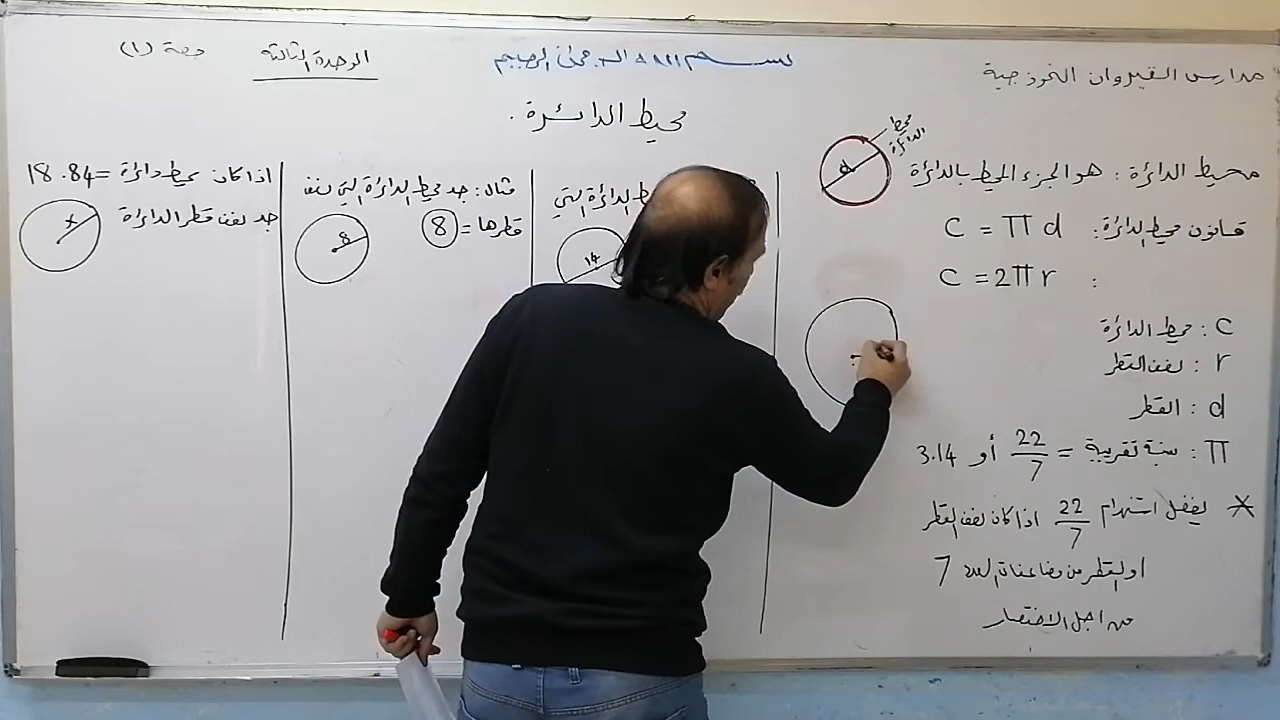 مدارس القيروان النموذجية
بسم الله الرحمن الرحيم
الوحدة الثالثة
حصة (1)
محيط الدائرة .
محيط الدائرة
d
محيط الدائرة : هو الجزء المحيط بالدائرة
قانون محيط الدائرة : C = π d
: C = 2π r
C : محيط الدائرة
r : نصف القطر
d : القطر
π : نسبة تقريبية = 22/7 أو 3.14
* يفضل استخدام 22/7 اذا كان نصف القطر
او القطر من مضاعفات العدد 7
من اجل الاختصار
الدائرة التي
14
مثال : جد محيط الدائرة التي نصف
قطرها = 8
8
اذا كان محيط دائرة = 18.84
جد نصف قطر الدائرة